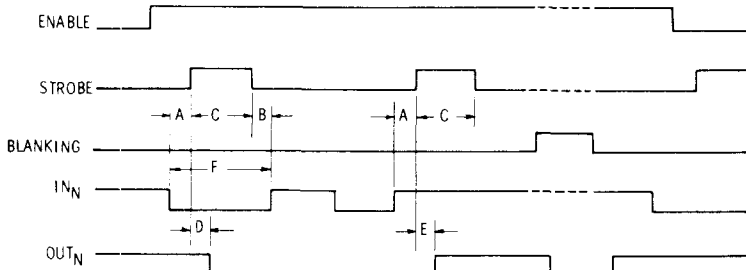 ENABLE
STROBE
A C B A C
BLANKING
F
IN_N
D E
OUT_N